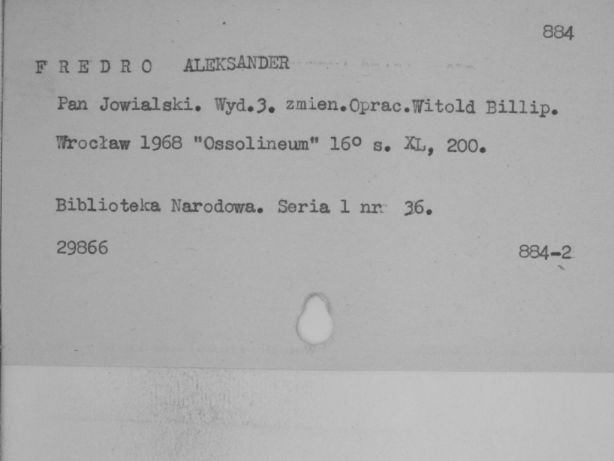 884
F R E D R O ALEKSANDER
Pan Jowialski. Wyd.3. zmien.Oprac.Witold Billip.
Wrocław 1968 "Ossolineum" 16º s. XL, 200.
Biblioteka Narodowa. Seria 1 nr 36.
29866 884-2